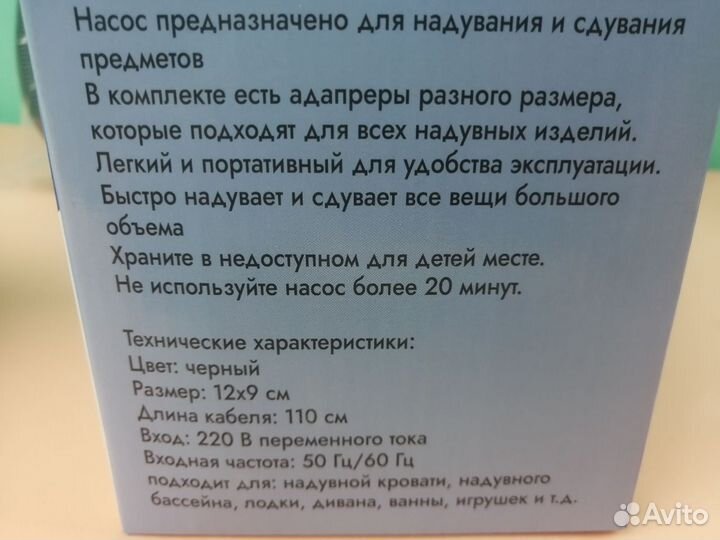 Насос предназначено для надувания и сдувания
предметов
В комплекте есть адапреры разного размера,
которые подходят для всех надувных изделий.
Легкий и портативный для удобства эксплуатации.
Быстро надувает и сдувает все вещи большого
объема
Храните в недоступном для детей месте.
Не используйте насос более 20 минут.
Технические характеристики:
Цвет: черный
Размер: 12x9 см
Длина кабеля: 110 см
Вход: 220 В переменного тока
Входная частота: 50 Гц/60 Гц
подходит для: надувной кровати, надувного
бассейна, лодки, дивана, ванны, игрушек и т.д.
Avito